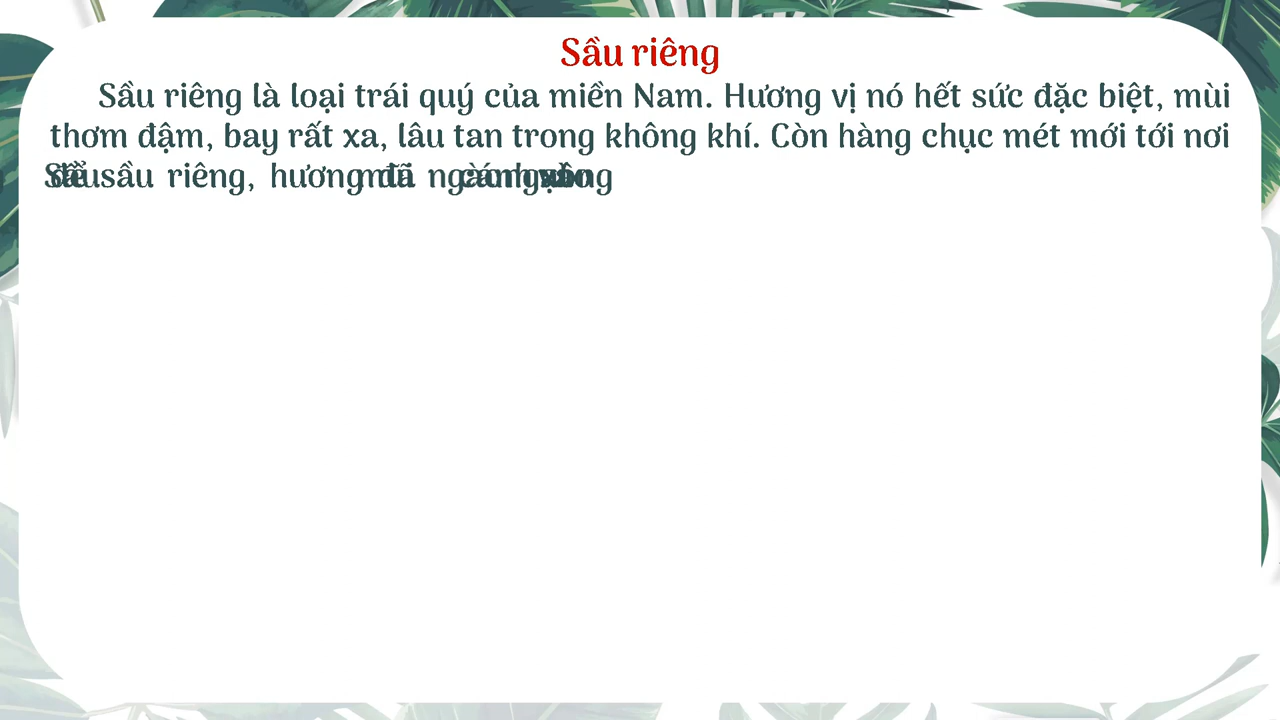 Sầu riêng
Sầu riêng là loại trái quý của miền Nam. Hương vị nó hết sức đặc biệt, mùi
thơm đậm, bay rất xa, lâu tan trong không khí. Còn hàng chục mét mới tới nơi
để sầu riêng, hương đã